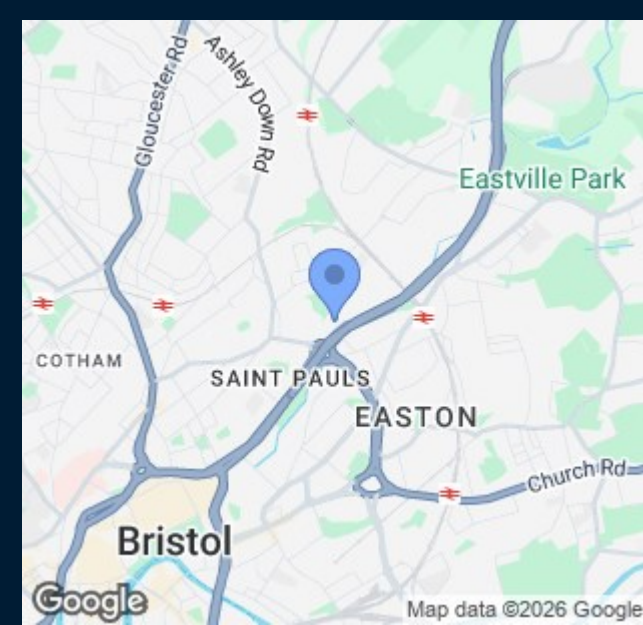 Gloucester Rd
Ashley Down Rd
Eastville Park
COTHAM
SAINT PAULS
EASTON
Church Rd
Bristol
Google
Map data ©2026 Google